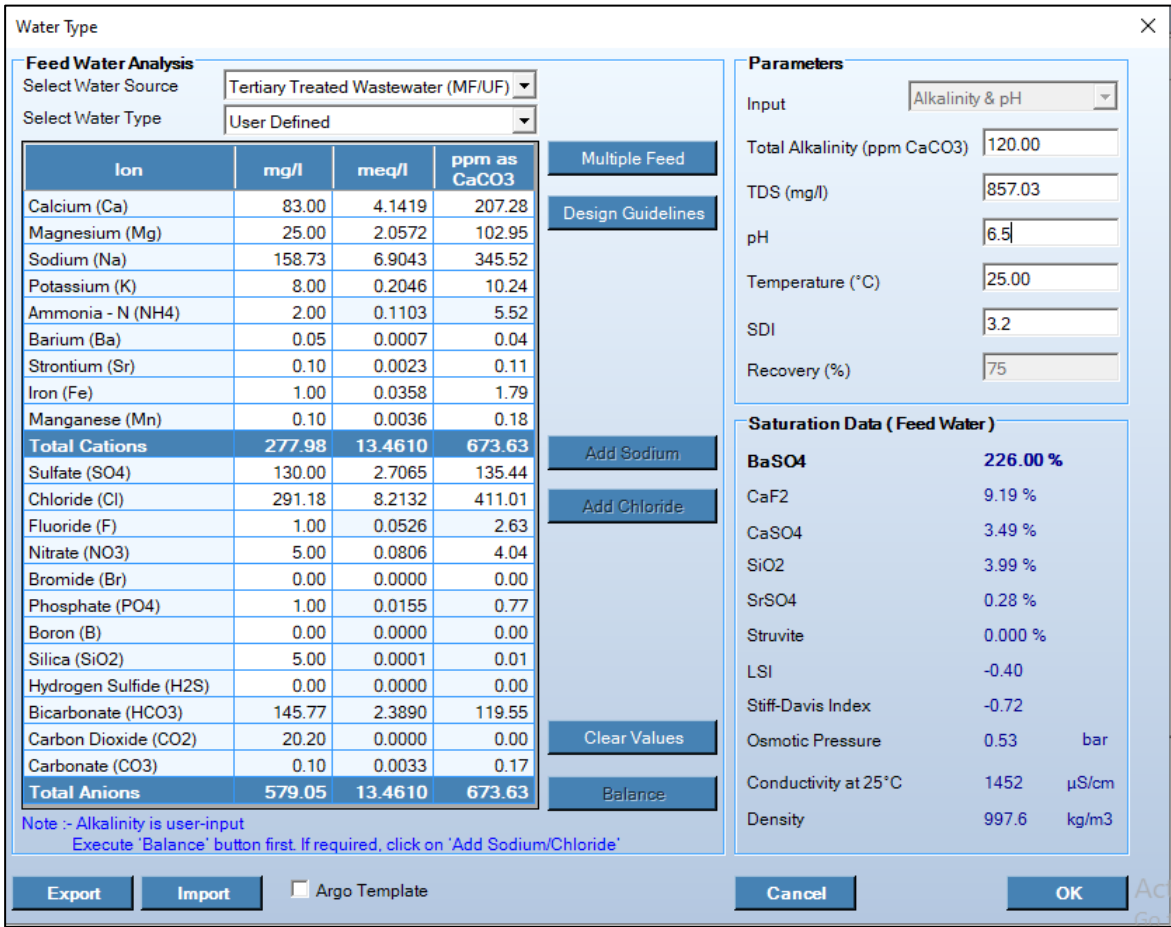 Water Type
Feed Water Analysis
Select Water Source Tertiary Treated Wastewater (MF/UF)
Select Water Type User Defined
Ion mg/l meq/l ppm as CaCO3
Calcium (Ca) 83.00 4.1419 207.28
Magnesium (Mg) 25.00 2.0572 102.95
Sodium (Na) 158.73 6.9043 345.52
Potassium (K) 8.00 0.2046 10.24
Ammonia - N (NH4) 2.00 0.1103 5.52
Barium (Ba) 0.05 0.0007 0.04
Strontium (Sr) 0.10 0.0023 0.11
Iron (Fe) 1.00 0.0358 1.79
Manganese (Mn) 0.10 0.0036 0.18
Total Cations 277.98 13.4610 673.63
Sulfate (SO4) 130.00 2.7065 135.44
Chloride (Cl) 291.18 8.2132 411.01
Fluoride (F) 1.00 0.0526 2.63
Nitrate (NO3) 5.00 0.0806 4.04
Bromide (Br) 0.00 0.0000 0.00
Phosphate (PO4) 1.00 0.0155 0.77
Boron (B) 0.00 0.0000 0.00
Silica (SiO2) 5.00 0.0001 0.01
Hydrogen Sulfide (H2S) 0.00 0.0000 0.00
Bicarbonate (HCO3) 145.77 2.3890 119.55
Carbon Dioxide (CO2) 20.20 0.0000 0.00
Carbonate (CO3) 0.10 0.0033 0.17
Total Anions 579.05 13.4610 673.63
Note :- Alkalinity is user-input
Execute 'Balance' button first. If required, click on 'Add Sodium/Chloride'
Multiple Feed
Design Guidelines
Add Sodium
Add Chloride
Clear Values
Balance
Parameters
Input Alkalinity & pH
Total Alkalinity (ppm CaCO3) 120.00
TDS (mg/l) 857.03
pH 6.5
Temperature (°C) 25.00
SDI 3.2
Recovery (%) 75
Saturation Data ( Feed Water )
BaSO4 226.00 %
CaF2 9.19 %
CaSO4 3.49 %
SiO2 3.99 %
SrSO4 0.28 %
Struvite 0.000 %
LSI -0.40
Stiff-Davis Index -0.72
Osmotic Pressure 0.53 bar
Conductivity at 25°C 1452 µS/cm
Density 997.6 kg/m3
Export
Import
Argo Template
Cancel
OK